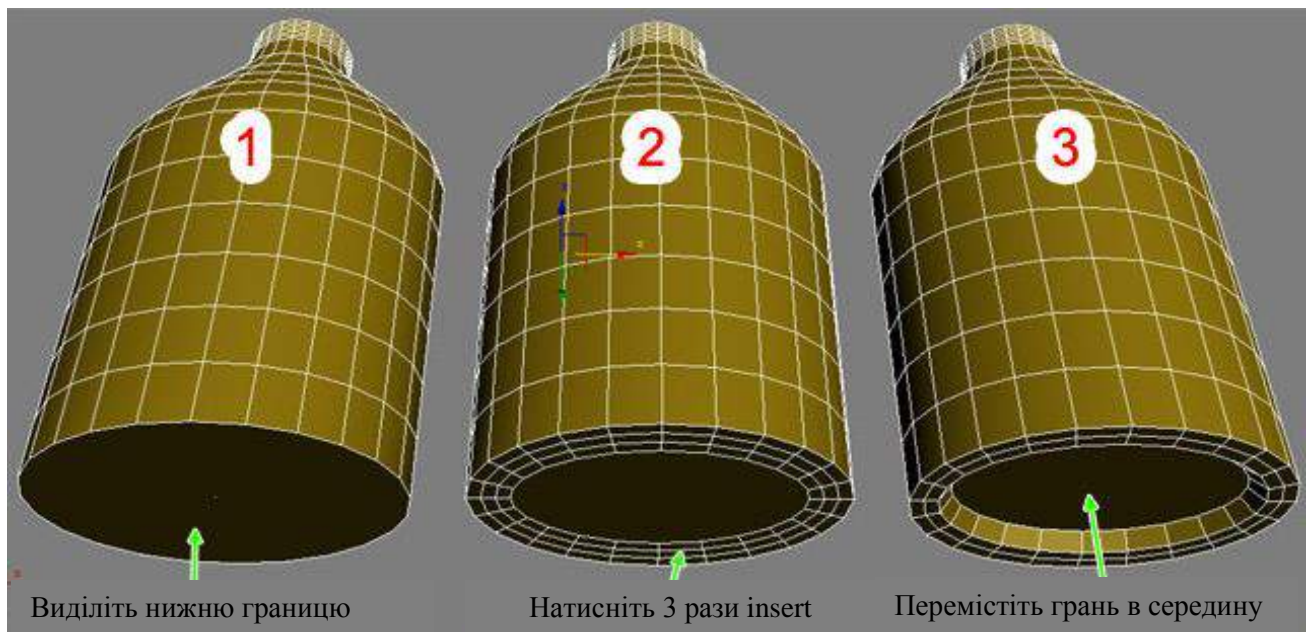 1
2
3
Виділіть нижню границю
Натисніть 3 рази insert
Перемістіть грань в середину